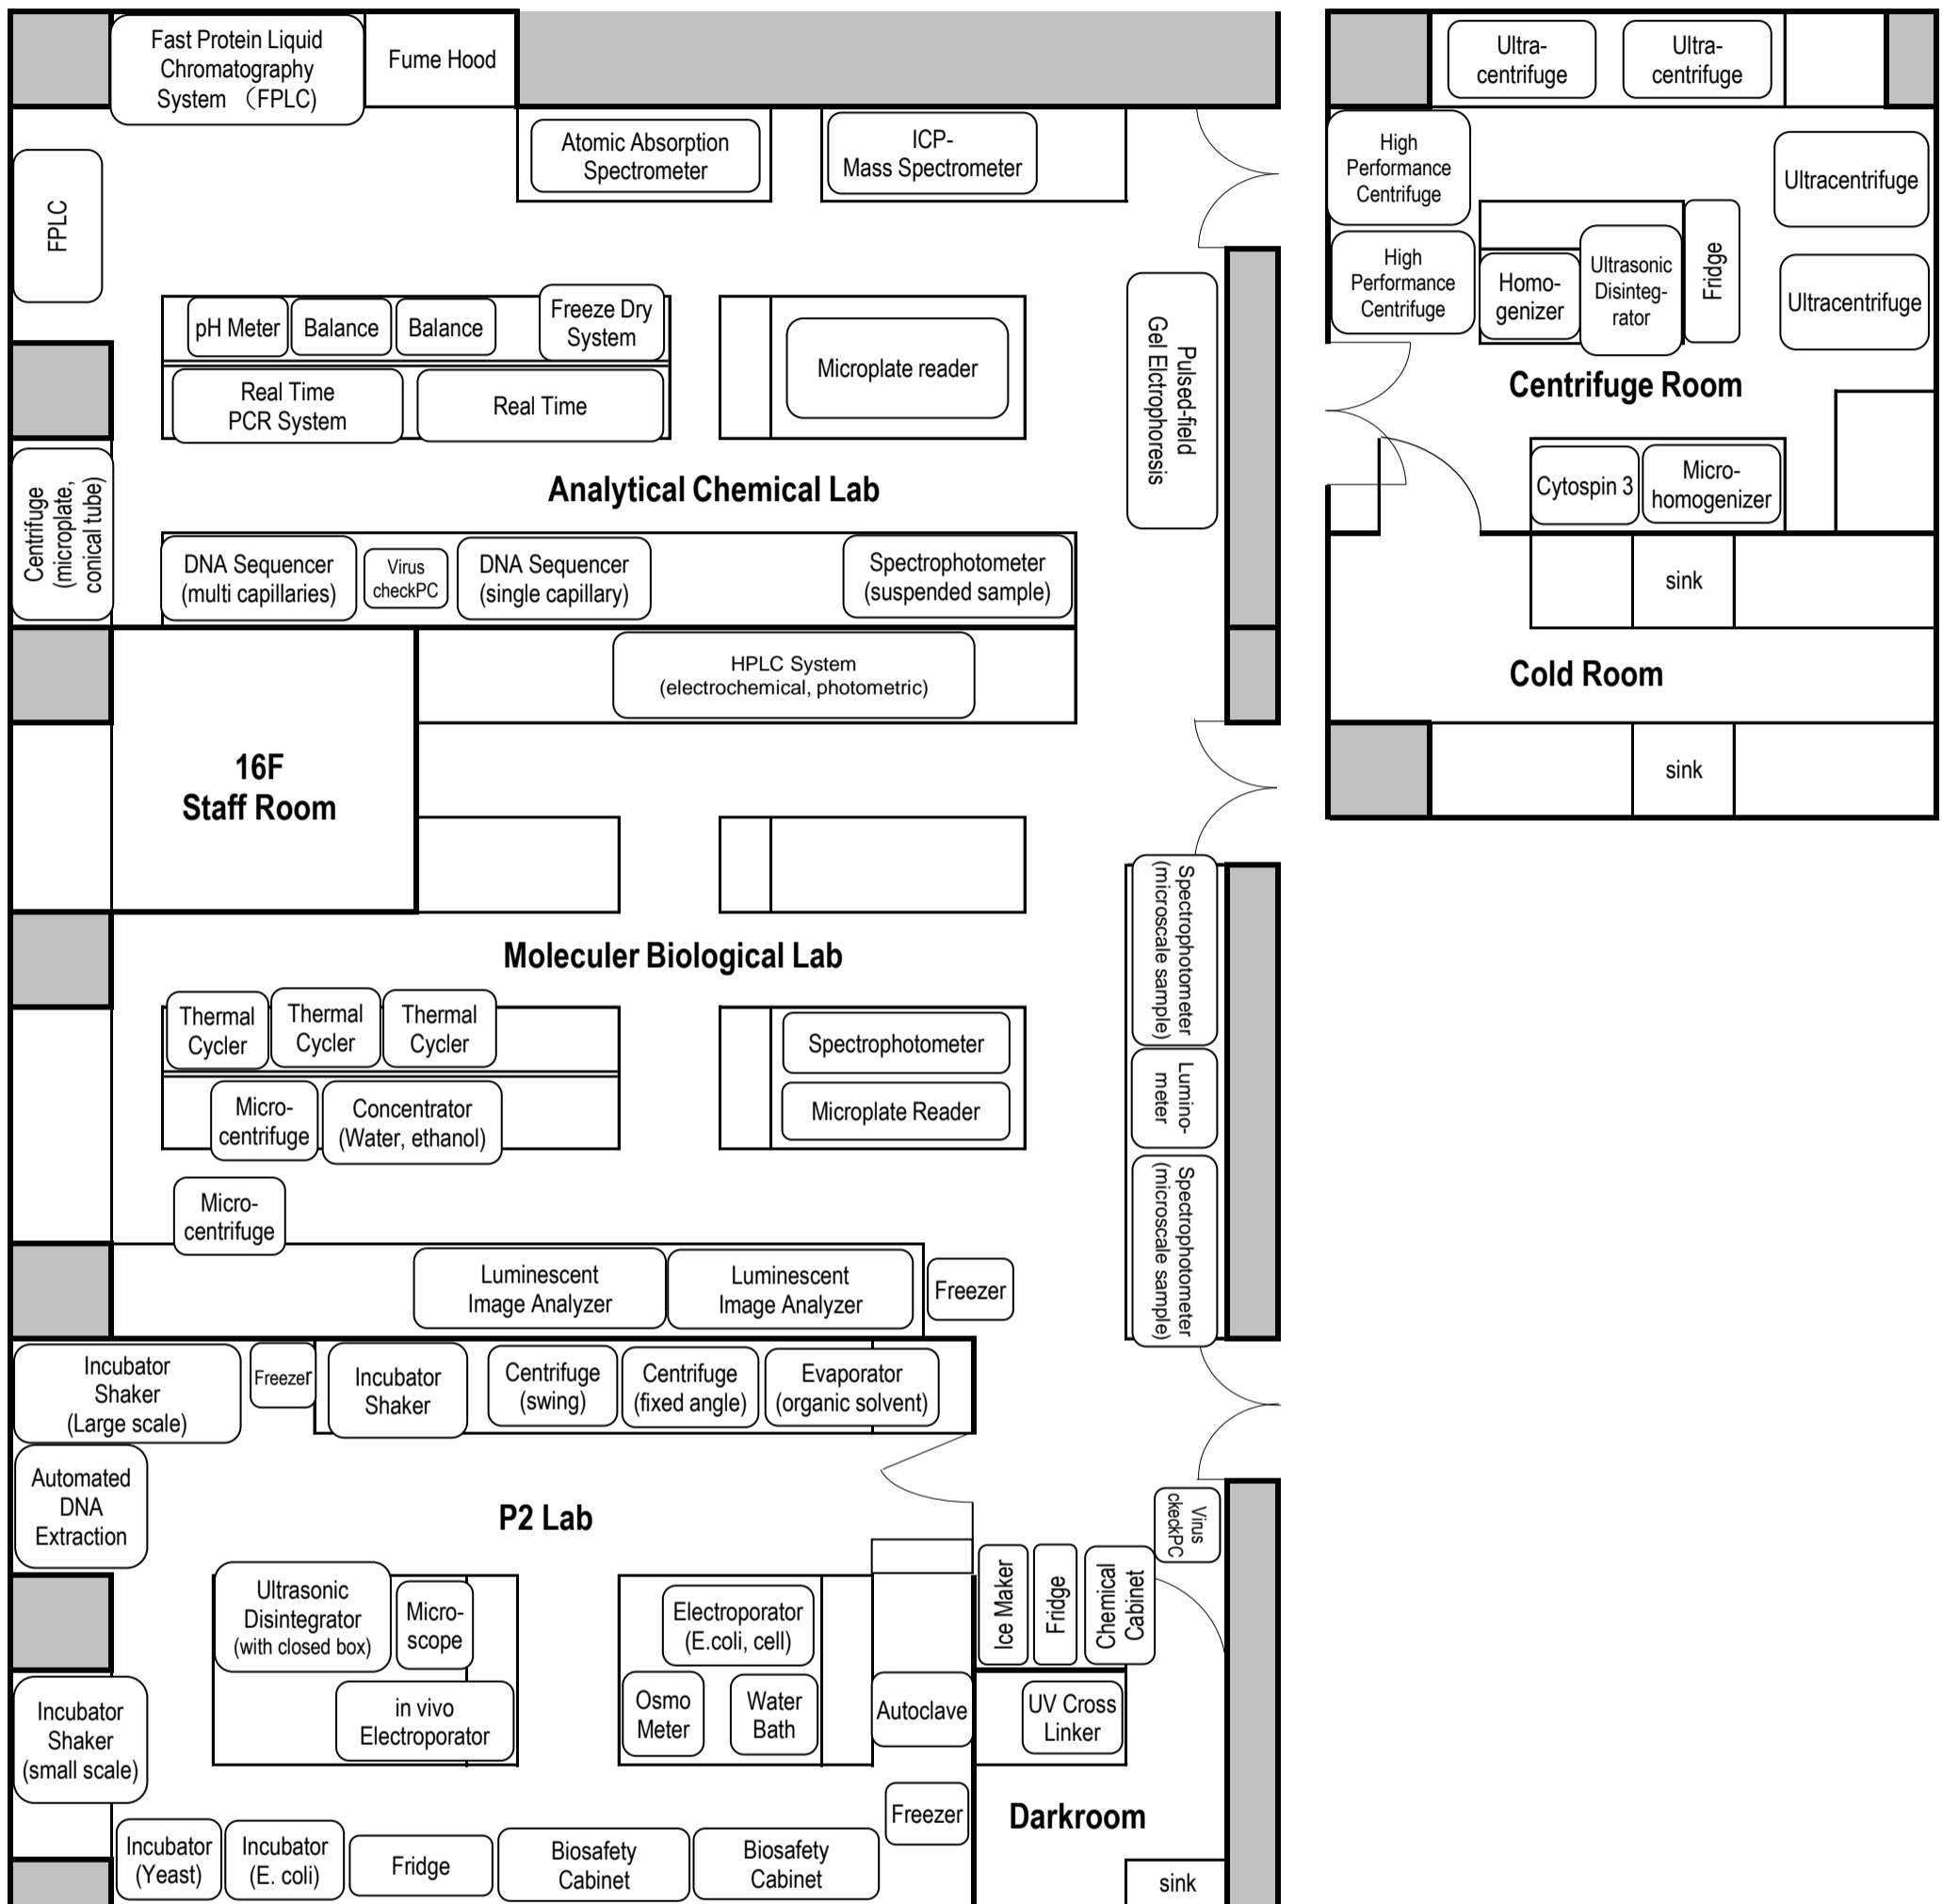 Fast Protein Liquid
Chromatography
System （FPLC)
Fume Hood
Atomic Absorption
Spectrometer
ICP-
Mass Spectrometer
FPLC
pH Meter
Balance
Balance
Freeze Dry
System
Real Time
PCR System
Real Time
Microplate reader
Pulsed-field
Gel Elctrophoresis
Analytical Chemical Lab
Centrifuge
(microplate,
conical tube)
DNA Sequencer
(multi capillaries)
Virus
checkPC
DNA Sequencer
(single capillary)
Spectrophotometer
(suspended sample)
HPLC System
(electrochemical, photometric)
16F
Staff Room
Moleculer Biological Lab
Spectrophotometer
(microscale sample)
Lumino-
meter
Spectrophotometer
(microscale sample)
Thermal
Cycler
Thermal
Cycler
Thermal
Cycler
Micro-
centrifuge
Concentrator
(Water, ethanol)
Spectrophotometer
Microplate Reader
Micro-
centrifuge
Luminescent
Image Analyzer
Luminescent
Image Analyzer
Freezer
Incubator
Shaker
(Large scale)
Freezer
Incubator
Shaker
Centrifuge
(swing)
Centrifuge
(fixed angle)
Evaporator
(organic solvent)
Automated
DNA
Extraction
P2 Lab
Virus
ckeckPC
Ice Maker
Fridge
Chemical
Cabinet
Ultrasonic
Disintegrator
(with closed box)
Micro-
scope
in vivo
Electroporator
Electroporator
(E.coli, cell)
Osmo
Meter
Water
Bath
Autoclave
UV Cross
Linker
Incubator
Shaker
(small scale)
Freezer
Darkroom
Incubator
(Yeast)
Incubator
(E. coli)
Fridge
Biosafety
Cabinet
Biosafety
Cabinet
sink
Ultra-
centrifuge
Ultra-
centrifuge
High
Performance
Centrifuge
Ultracentrifuge
High
Performance
Centrifuge
Homo-
genizer
Ultrasonic
Disinteg-
rator
Fridge
Ultracentrifuge
Centrifuge Room
Cytospin 3
Micro-
homogenizer
sink
Cold Room
sink